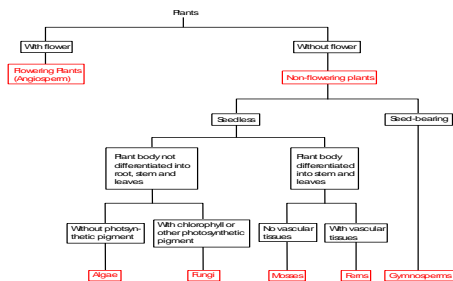 Plants
With flower
Without flower
Flowering Plants
(Angiosperm)
Non-flowering plants
Seedless
Seed-bearing
Plant body not
differentiated into
root, stem and
leaves
Plant body
differentiated
into stem and
leaves
Without photsyn-
thetic pigment
With chlorophyll or
other photosynthetic
pigment
No vascular
tissues
With vascular
tissues
Algae
Fungi
Mosses
Ferns
Gymnosperms